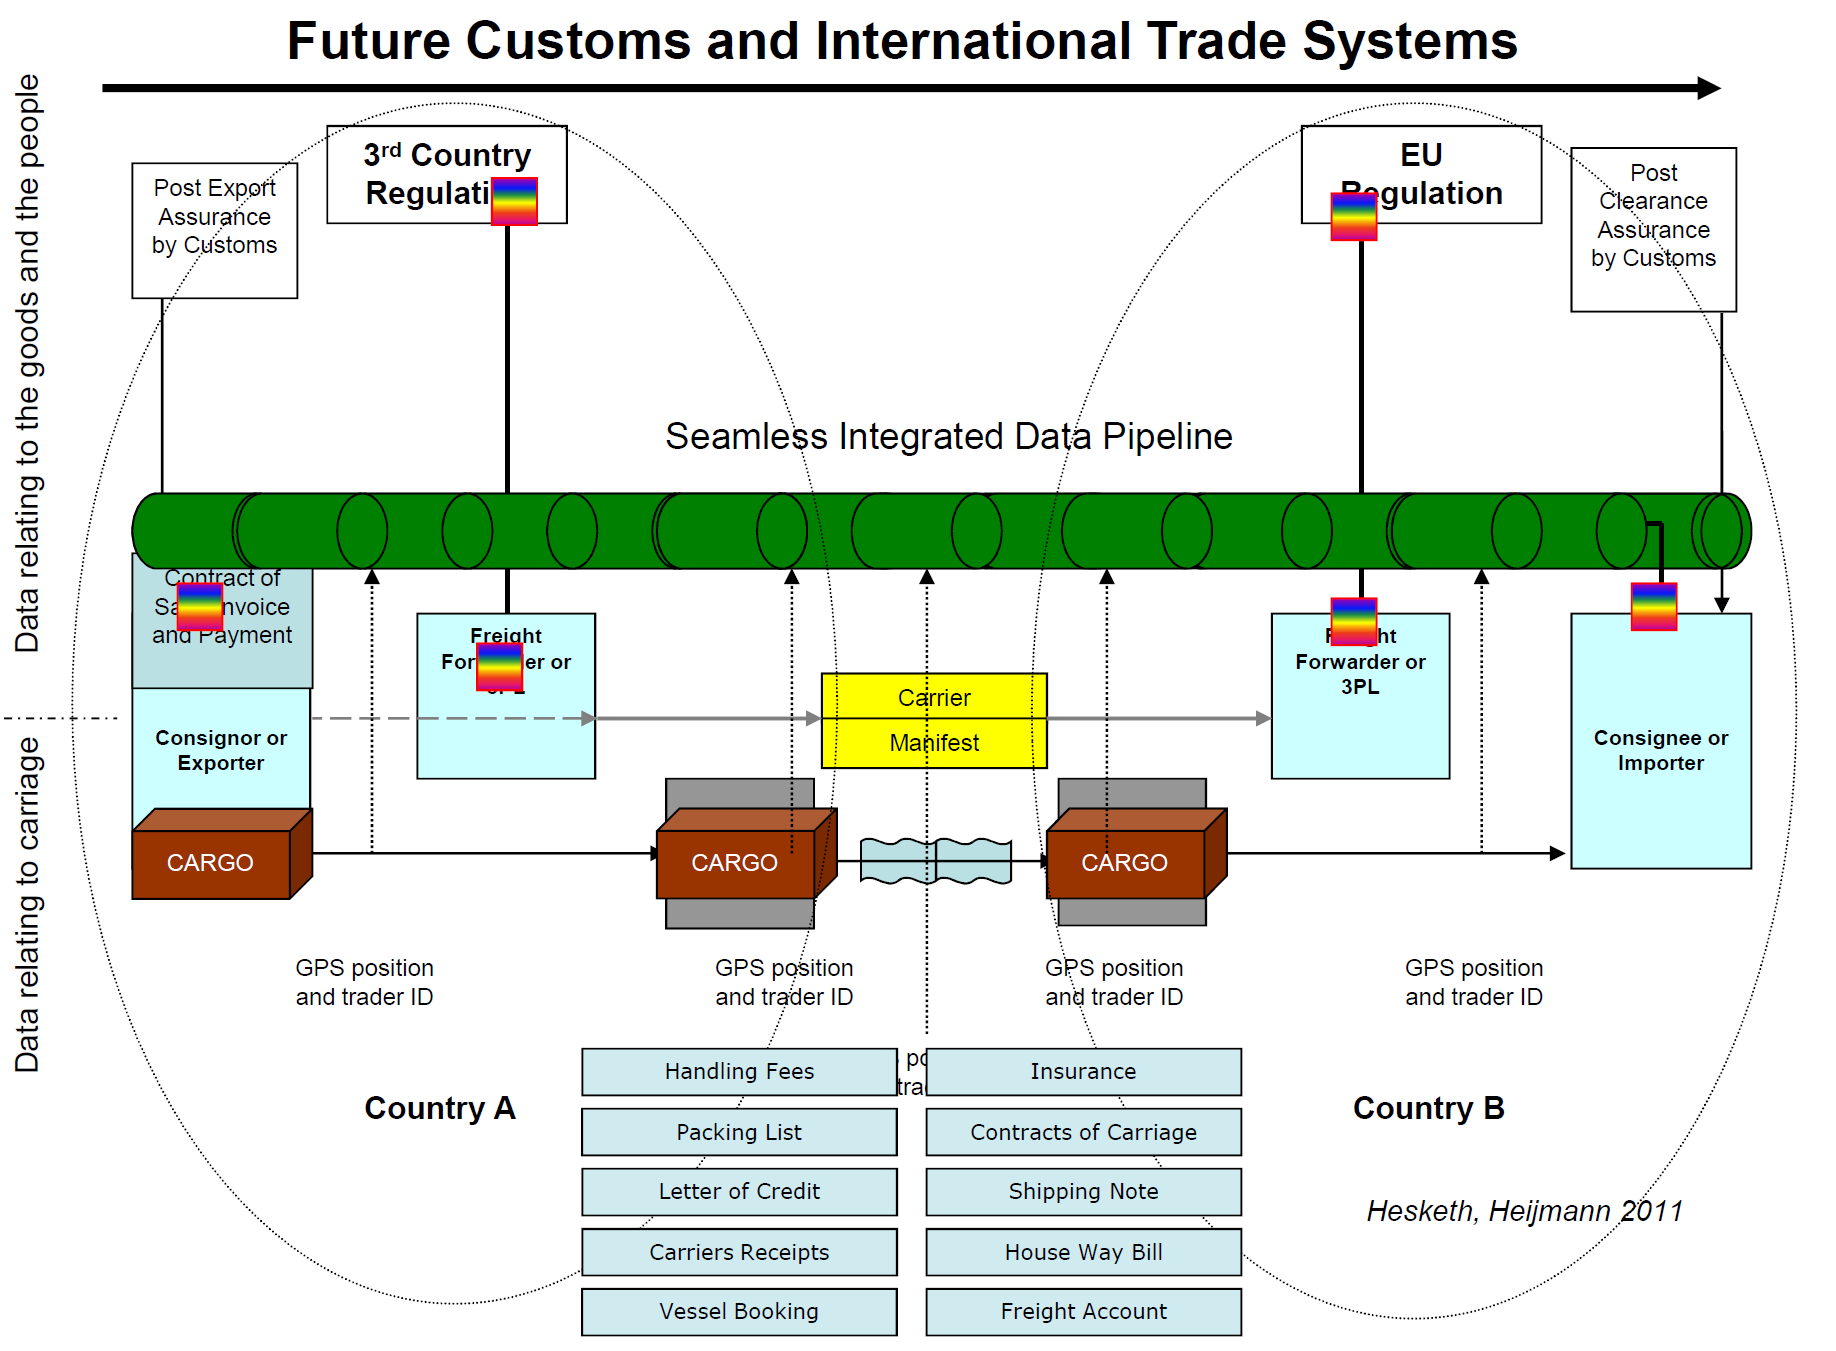 Future Customs and International Trade Systems
Data relating to the goods and the people
Data relating to carriage
Post Export
Assurance
by Customs
3rd Country
Regulati
EU
Regulation
Post
Clearance
Assurance
by Customs
Seamless Integrated Data Pipeline
Contract of
Sa nvoice
and Payment
Freight
For er or
Consignor or
Exporter
Carrier
Manifest
F ht
Forwarder or
3PL
Consignee or
Importer
CARGO
CARGO
CARGO
GPS position
and trader ID
GPS position
and trader ID
GPS position
and trader ID
GPS position
and trader ID
Country A
Country B
Handling Fees
Insurance
Packing List
Contracts of Carriage
Letter of Credit
Shipping Note
Carriers Receipts
House Way Bill
Vessel Booking
Freight Account
Hesketh, Heijmann 2011